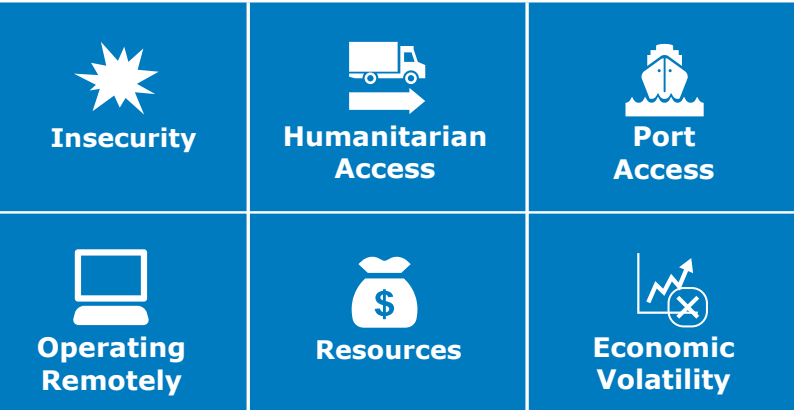 Insecurity
Humanitarian
Access
Port
Access
Operating
Remotely
$
Resources
Economic
Volatility